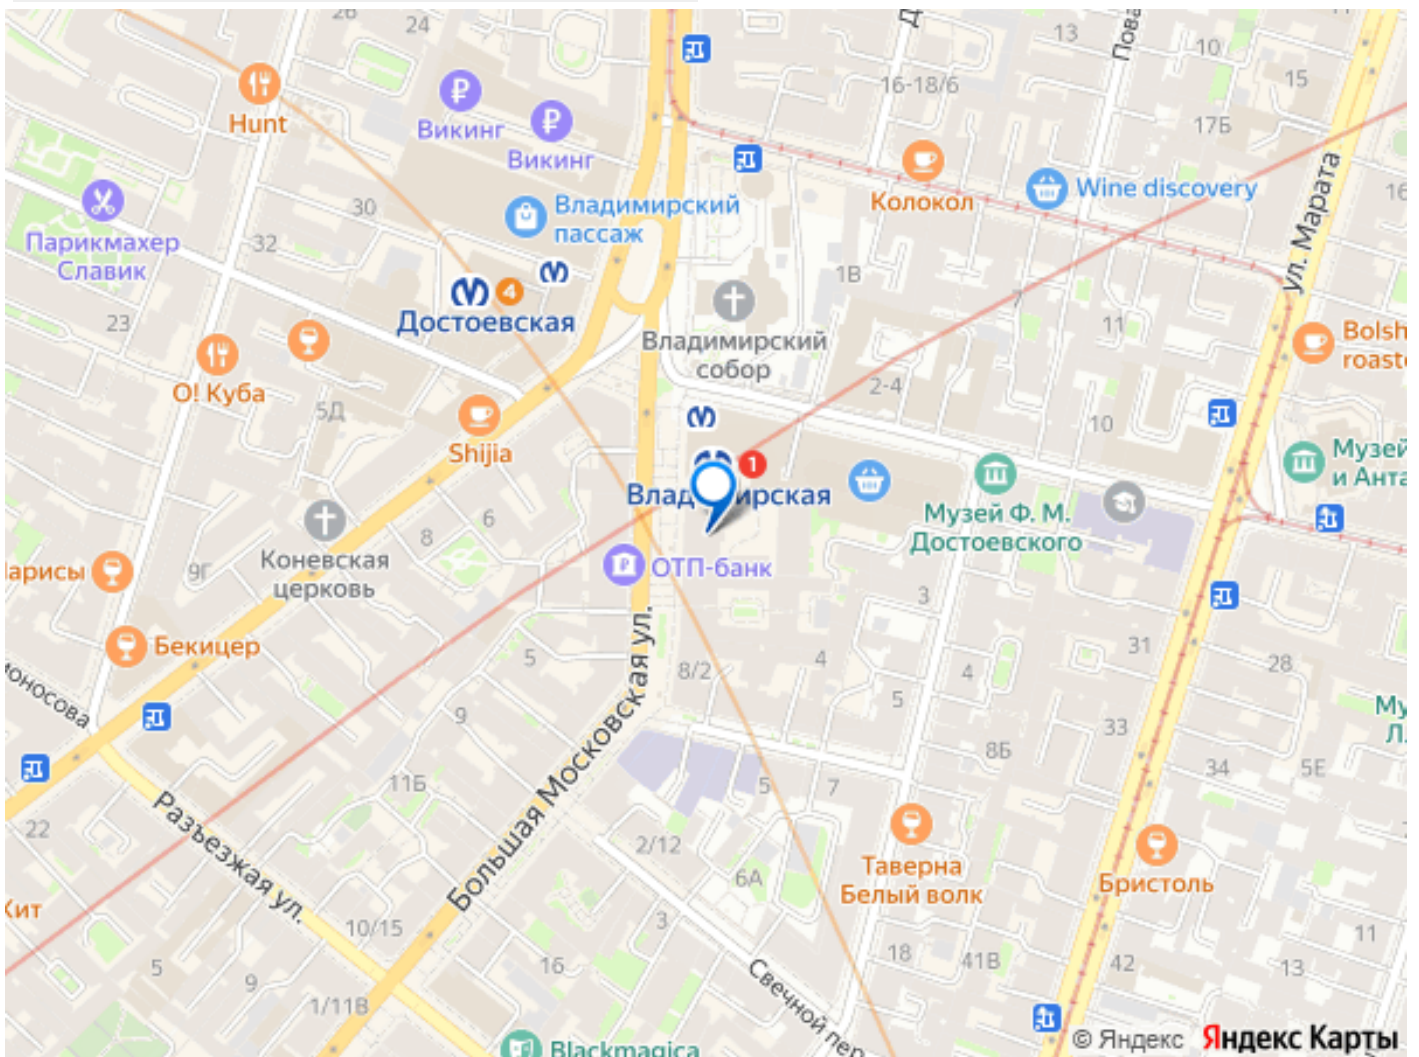 26
24
13
10
15
16-18/6
17Б
Hunt
Викинг
Викинг
Колокол
Wine discovery
16
ул. Марата
30
Владимирский
пассаж
Парикмахер
Славик
32
1В
7
4
Достоевская
23
11
Владимирский
собор
Bolsh
roaste
О! Куба
5Д
2-4
Shijia
10
Музей
и Анта
1
Владимирская
Музей Ф. М.
Достоевского
6
8
Коневская
церковь
9Г
арисы
ОТП-банк
3
Бекицер
5
8/2
4
4
31
28
5
оносова
9
33
Му
Л.
8Б
34
5Е
11Б
5
7
Разъезжая ул.
Большая Московская ул.
22
2/12
6А
Таверна
Белый волк
Бристоль
Кит
10/15
3
11
5
9
16
18
41В
42
13
1/11В
Свечной пер
Blackmagica
© Яндекс Яндекс Карты